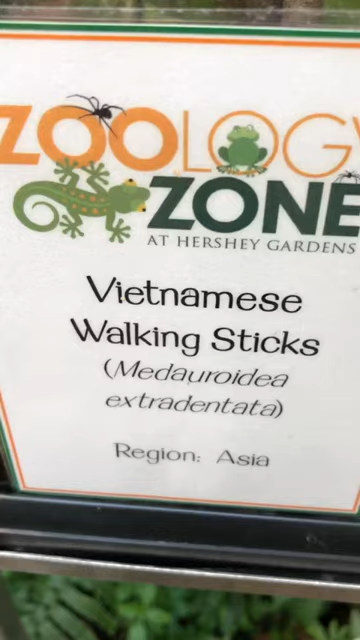 ZOOLOGY
ZONE
AT HERSHEY GARDENS
Vietnamese
Walking Sticks
(Medauroidea
extradentata)
Region: Asia